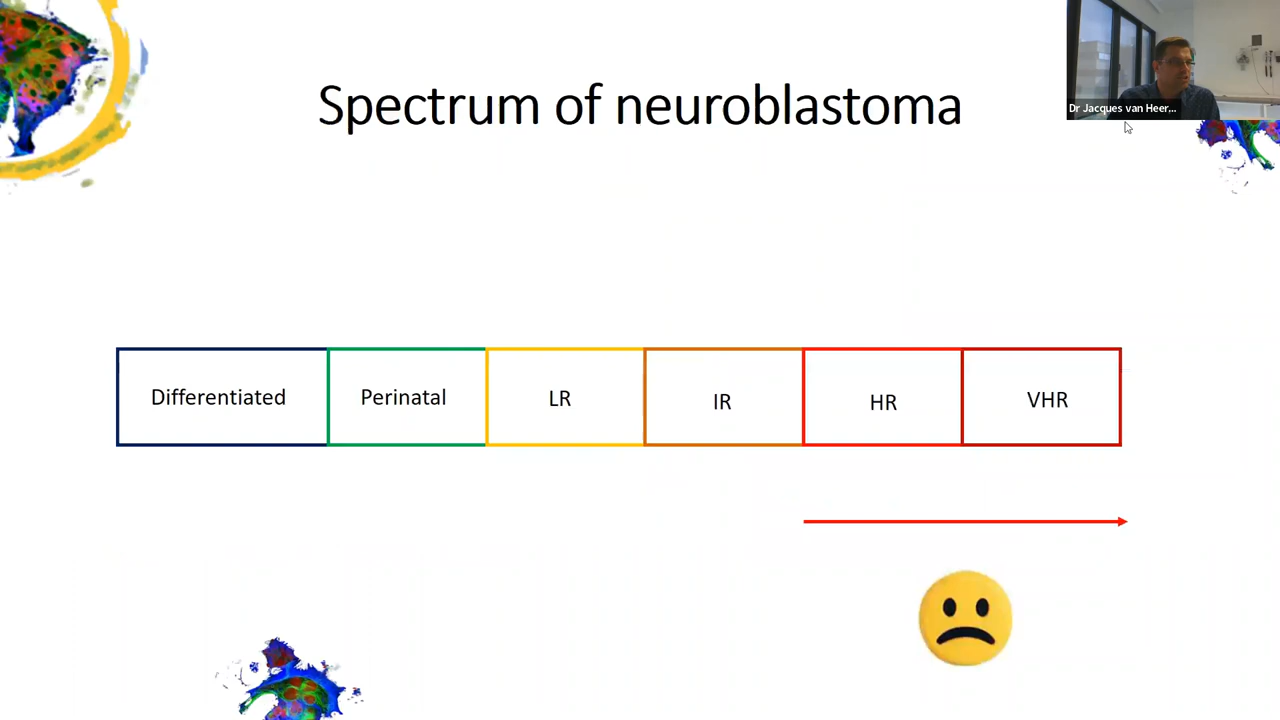 Spectrum of neuroblastoma
Dr Jacques van Heer...
Differentiated
Perinatal
LR
IR
HR
VHR